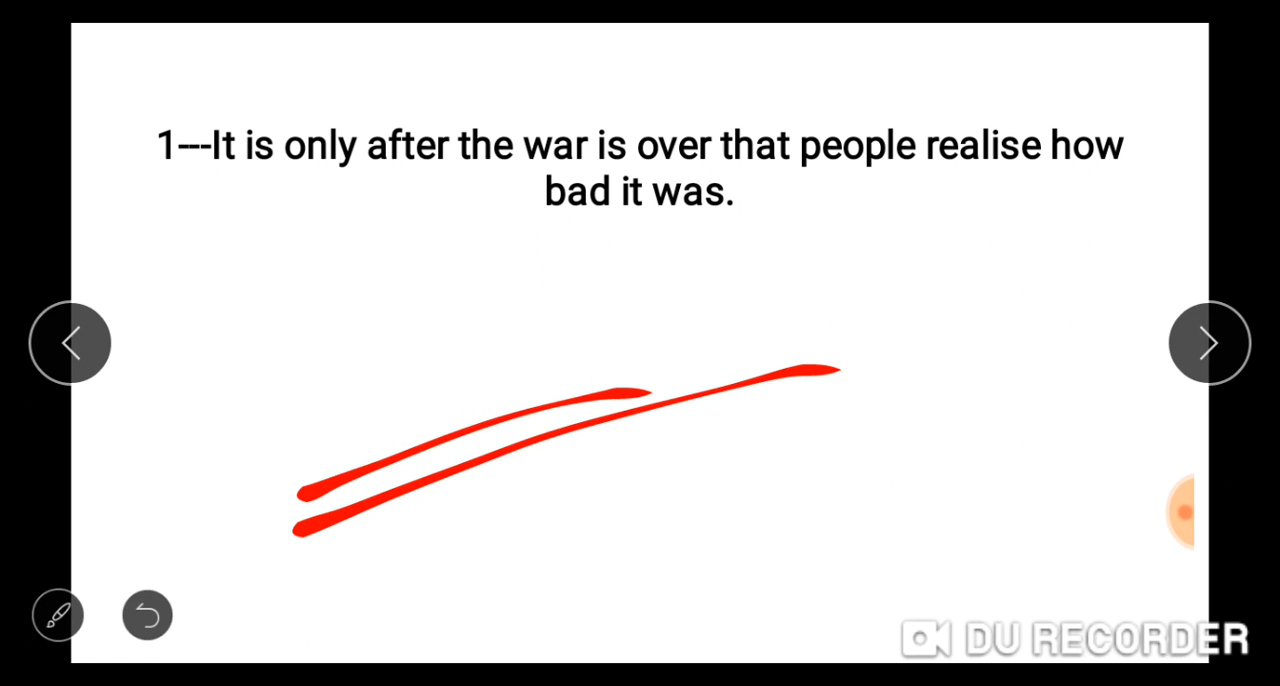 1---It is only after the war is over that people realise how
bad it was.
DU RECORDER